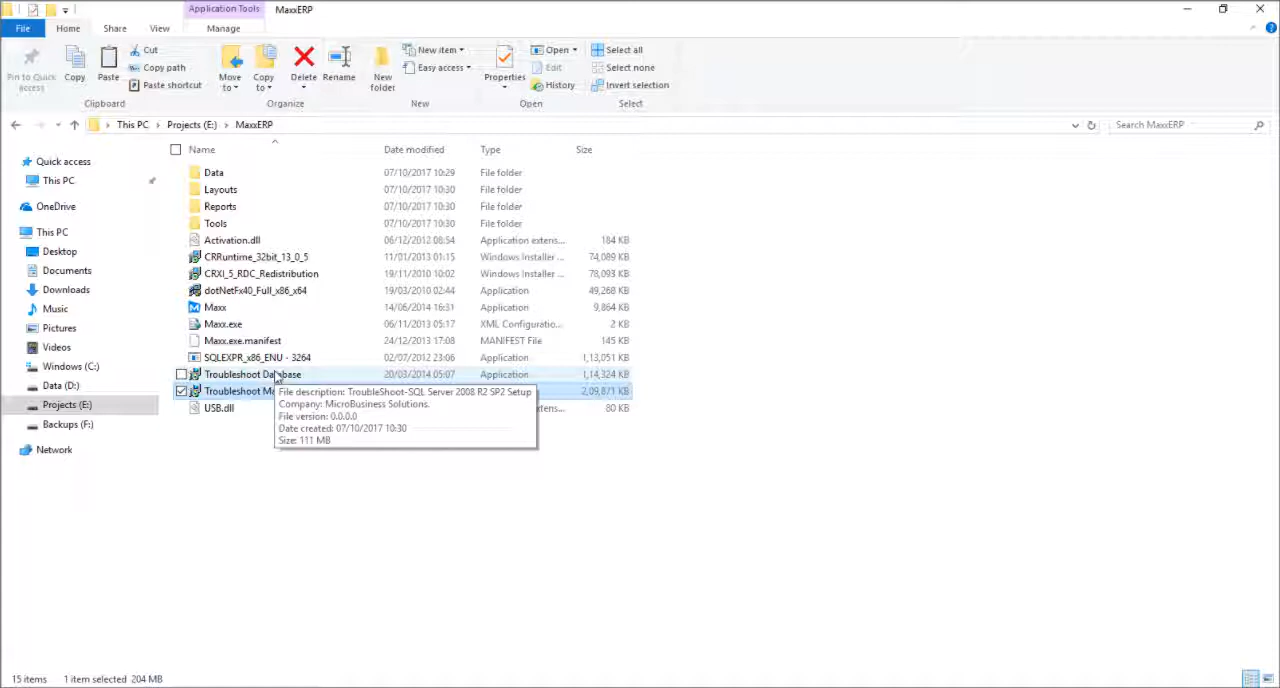 Application Tools MaxxERP
File Home Share View Manage
Pin to Quick access
Copy
Paste
Cut
Copy path
Paste shortcut
Clipboard
Move to
Copy to
Delete
Rename
Organize
New folder
New item
Easy access
New
Properties
Open
Edit
History
Open
Select all
Select none
Invert selection
Select
This PC Projects (E:) MaxxERP
Search MaxxERP
Quick access
This PC
OneDrive
This PC
Desktop
Documents
Downloads
Music
Pictures
Videos
Windows (C:)
Data (D:)
Projects (E:)
Backups (F:)
Network
Name Date modified Type Size
Data 07/10/2017 10:29 File folder
Layouts 07/10/2017 10:30 File folder
Reports 07/10/2017 10:30 File folder
Tools 07/10/2017 10:30 File folder
Activation.dll 06/12/2012 08:54 Application extens... 184 KB
CRRuntime_32bit_13_0_5 11/01/2013 01:15 Windows Installer ... 74,089 KB
CRXI_5_RDC_Redistribution 19/11/2010 10:02 Windows Installer ... 78,093 KB
dotNetFx40_Full_x86_x64 19/03/2010 02:44 Application 49,268 KB
Maxx 14/06/2014 16:31 Application 9,864 KB
Maxx.exe 06/11/2013 05:17 XML Configuratio... 2 KB
Maxx.exe.manifest 24/12/2013 17:08 MANIFEST File 145 KB
SQLEXPR_x86_ENU - 3264 02/07/2012 23:06 Application 1,13,051 KB
Troubleshoot Database 20/03/2014 05:07 Application 1,14,324 KB
Troubleshoot Ma 2,09,871 KB
USB.dll xtens... 80 KB
File description: TroubleShoot-SQL Server 2008 R2 SP2 Setup
Company: MicroBusiness Solutions.
File version: 0.0.0.0
Date created: 07/10/2017 10:30
Size: 111 MB
15 items 1 item selected 204 MB